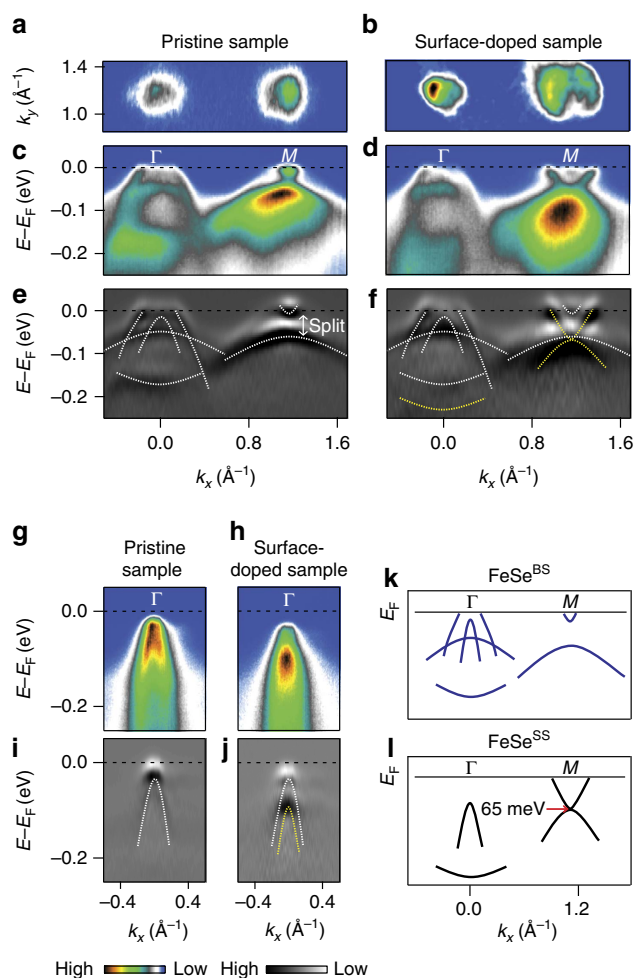 a
Pristine sample
b
Surface-doped sample
1.4
1.0
k_y (Å⁻¹)
c
Γ
M
d
0.0
−0.1
−0.2
E−E_F (eV)
e
Split
f
0.0
−0.1
−0.2
E−E_F (eV)
0.0
0.8
1.6
0.0
0.8
1.6
k_x (Å⁻¹)
k_x (Å⁻¹)
g
Pristine
sample
h
Surface-
doped sample
Γ
Γ
0.0
−0.2
E−E_F (eV)
i
j
0.0
−0.2
E−E_F (eV)
−0.4
0.4
−0.4
0.4
k_x (Å⁻¹)
k_x (Å⁻¹)
High
Low
High
Low
k
FeSe^BS
Γ
M
E_F
l
FeSe^SS
Γ
M
E_F
65 meV
0.0
1.2
k_x (Å⁻¹)